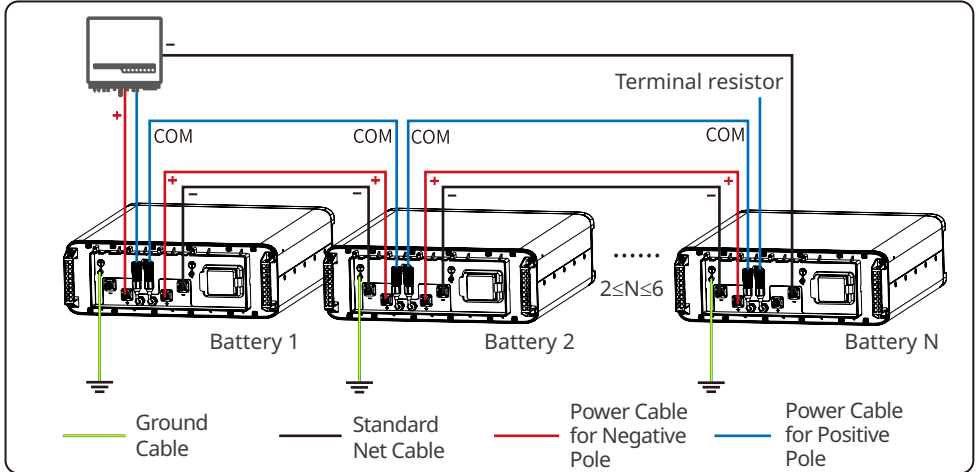 −
Terminal resistor
+
COM COM COM COM
+ − − + + − − +
......
2≤N≤6
Battery 1 Battery 2 Battery N
Ground Cable
Standard Net Cable
Power Cable for Negative Pole
Power Cable for Positive Pole